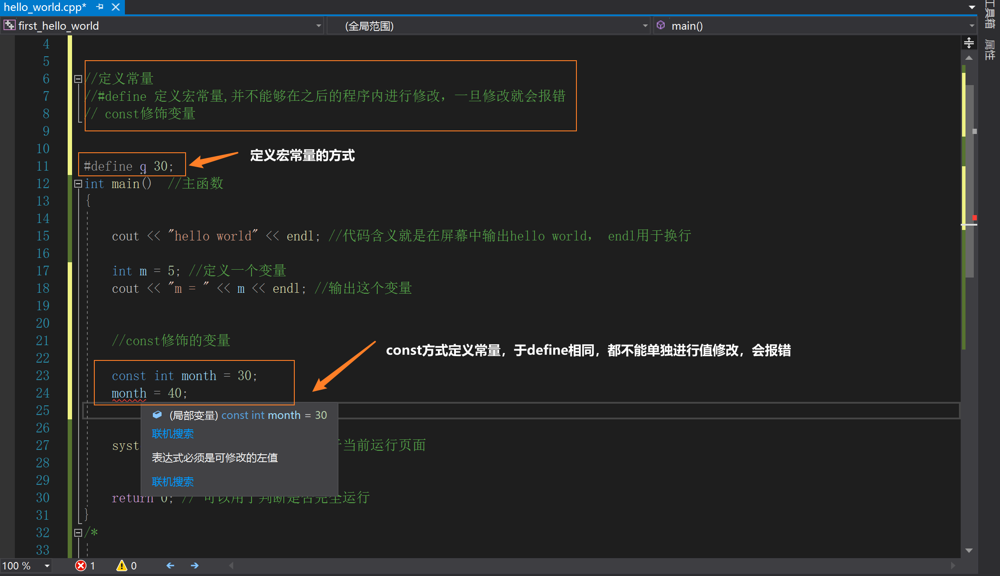 hello_world.cpp*
first_hello_world
(全局范围)
main()
工具箱
属性
4
5
6 //定义常量
7 //#define 定义宏常量,并不能够在之后的程序内进行修改，一旦修改就会报错
8 // const修饰变量
9
10
定义宏常量的方式
11 #define q 30;
12 int main()  //主函数
13 {
14
15 cout << "hello world" << endl; //代码含义就是在屏幕中输出hello world， endl用于换行
16
17 int m = 5; //定义一个变量
18 cout << "m = " << m << endl; //输出这个变量
19
20
21 //const修饰的变量
const方式定义常量，于define相同，都不能单独进行值修改，会报错
22
23 const int month = 30;
24 month = 40;
25
(局部变量) const int month = 30
26
联机搜索
27 syst 当前运行页面
表达式必须是可修改的左值
28
29
联机搜索
30 return 0; // 可以用于判断是否完全运行
31 }
32 /*
33
100 %
1
0